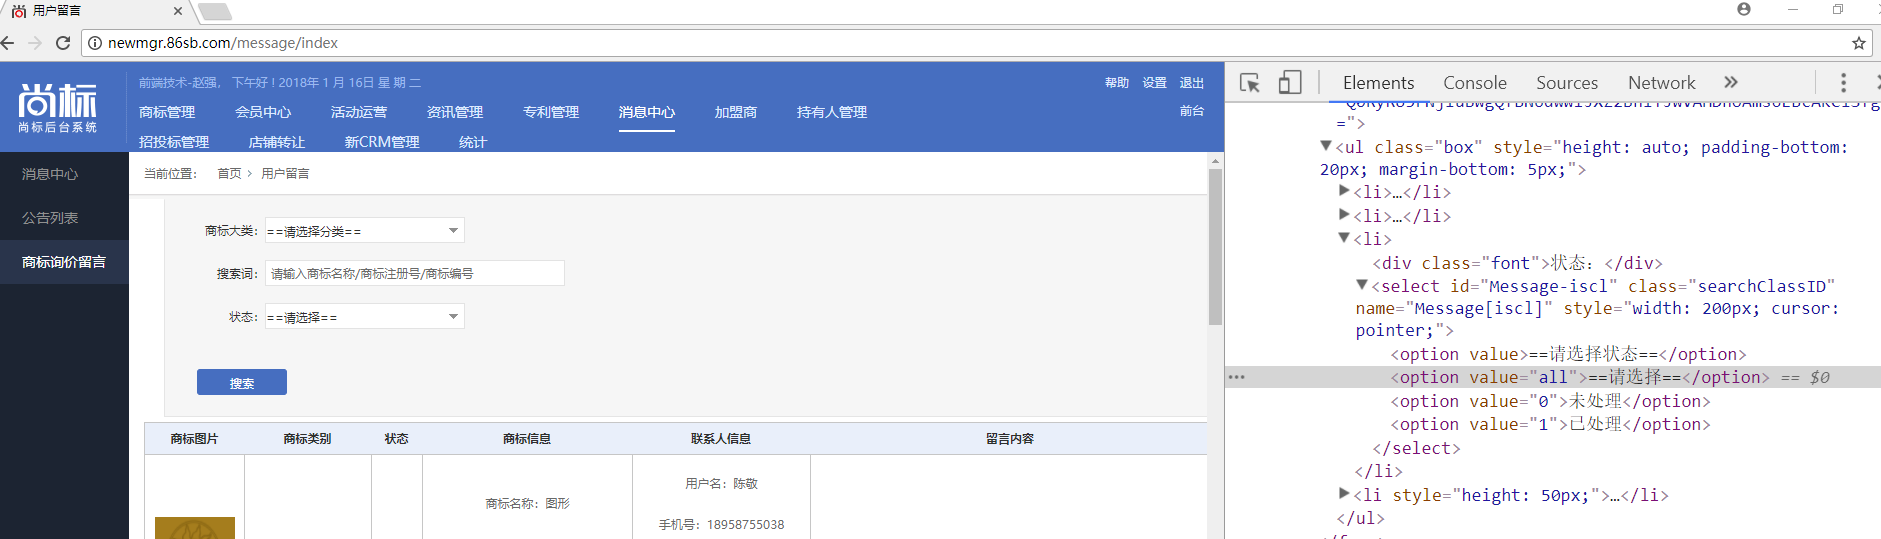 用户留言
newmgr.86sb.com/message/index
尚标
尚标后台系统
前端技术-赵强， 下午好！2018年 1 月 16日 星 期 二
帮助 设置 退出
商标管理 会员中心 活动运营 资讯管理 专利管理 消息中心 加盟商 持有人管理
前台
招投标管理 店铺转让 新CRM管理 统计
消息中心
公告列表
商标询价留言
当前位置： 首页 > 用户留言
商标大类： ==请选择分类==
搜索词： 请输入商标名称/商标注册号/商标编号
状态： ==请选择==
搜索
商标图片 商标类别 状态 商标信息 联系人信息 留言内容
商标名称：图形
用户名：陈敬
手机号：18958755038
Elements Console Sources Network »
=">
<ul class="box" style="height: auto; padding-bottom:
20px; margin-bottom: 5px;">
<li>…</li>
<li>…</li>
<li>
<div class="font">状态：</div>
<select id="Message-iscl" class="searchClassID"
name="Message[iscl]" style="width: 200px; cursor:
pointer;">
<option value>==请选择状态==</option>
<option value="all">==请选择==</option> == $0
<option value="0">未处理</option>
<option value="1">己处理</option>
</select>
</li>
<li style="height: 50px;">…</li>
</ul>